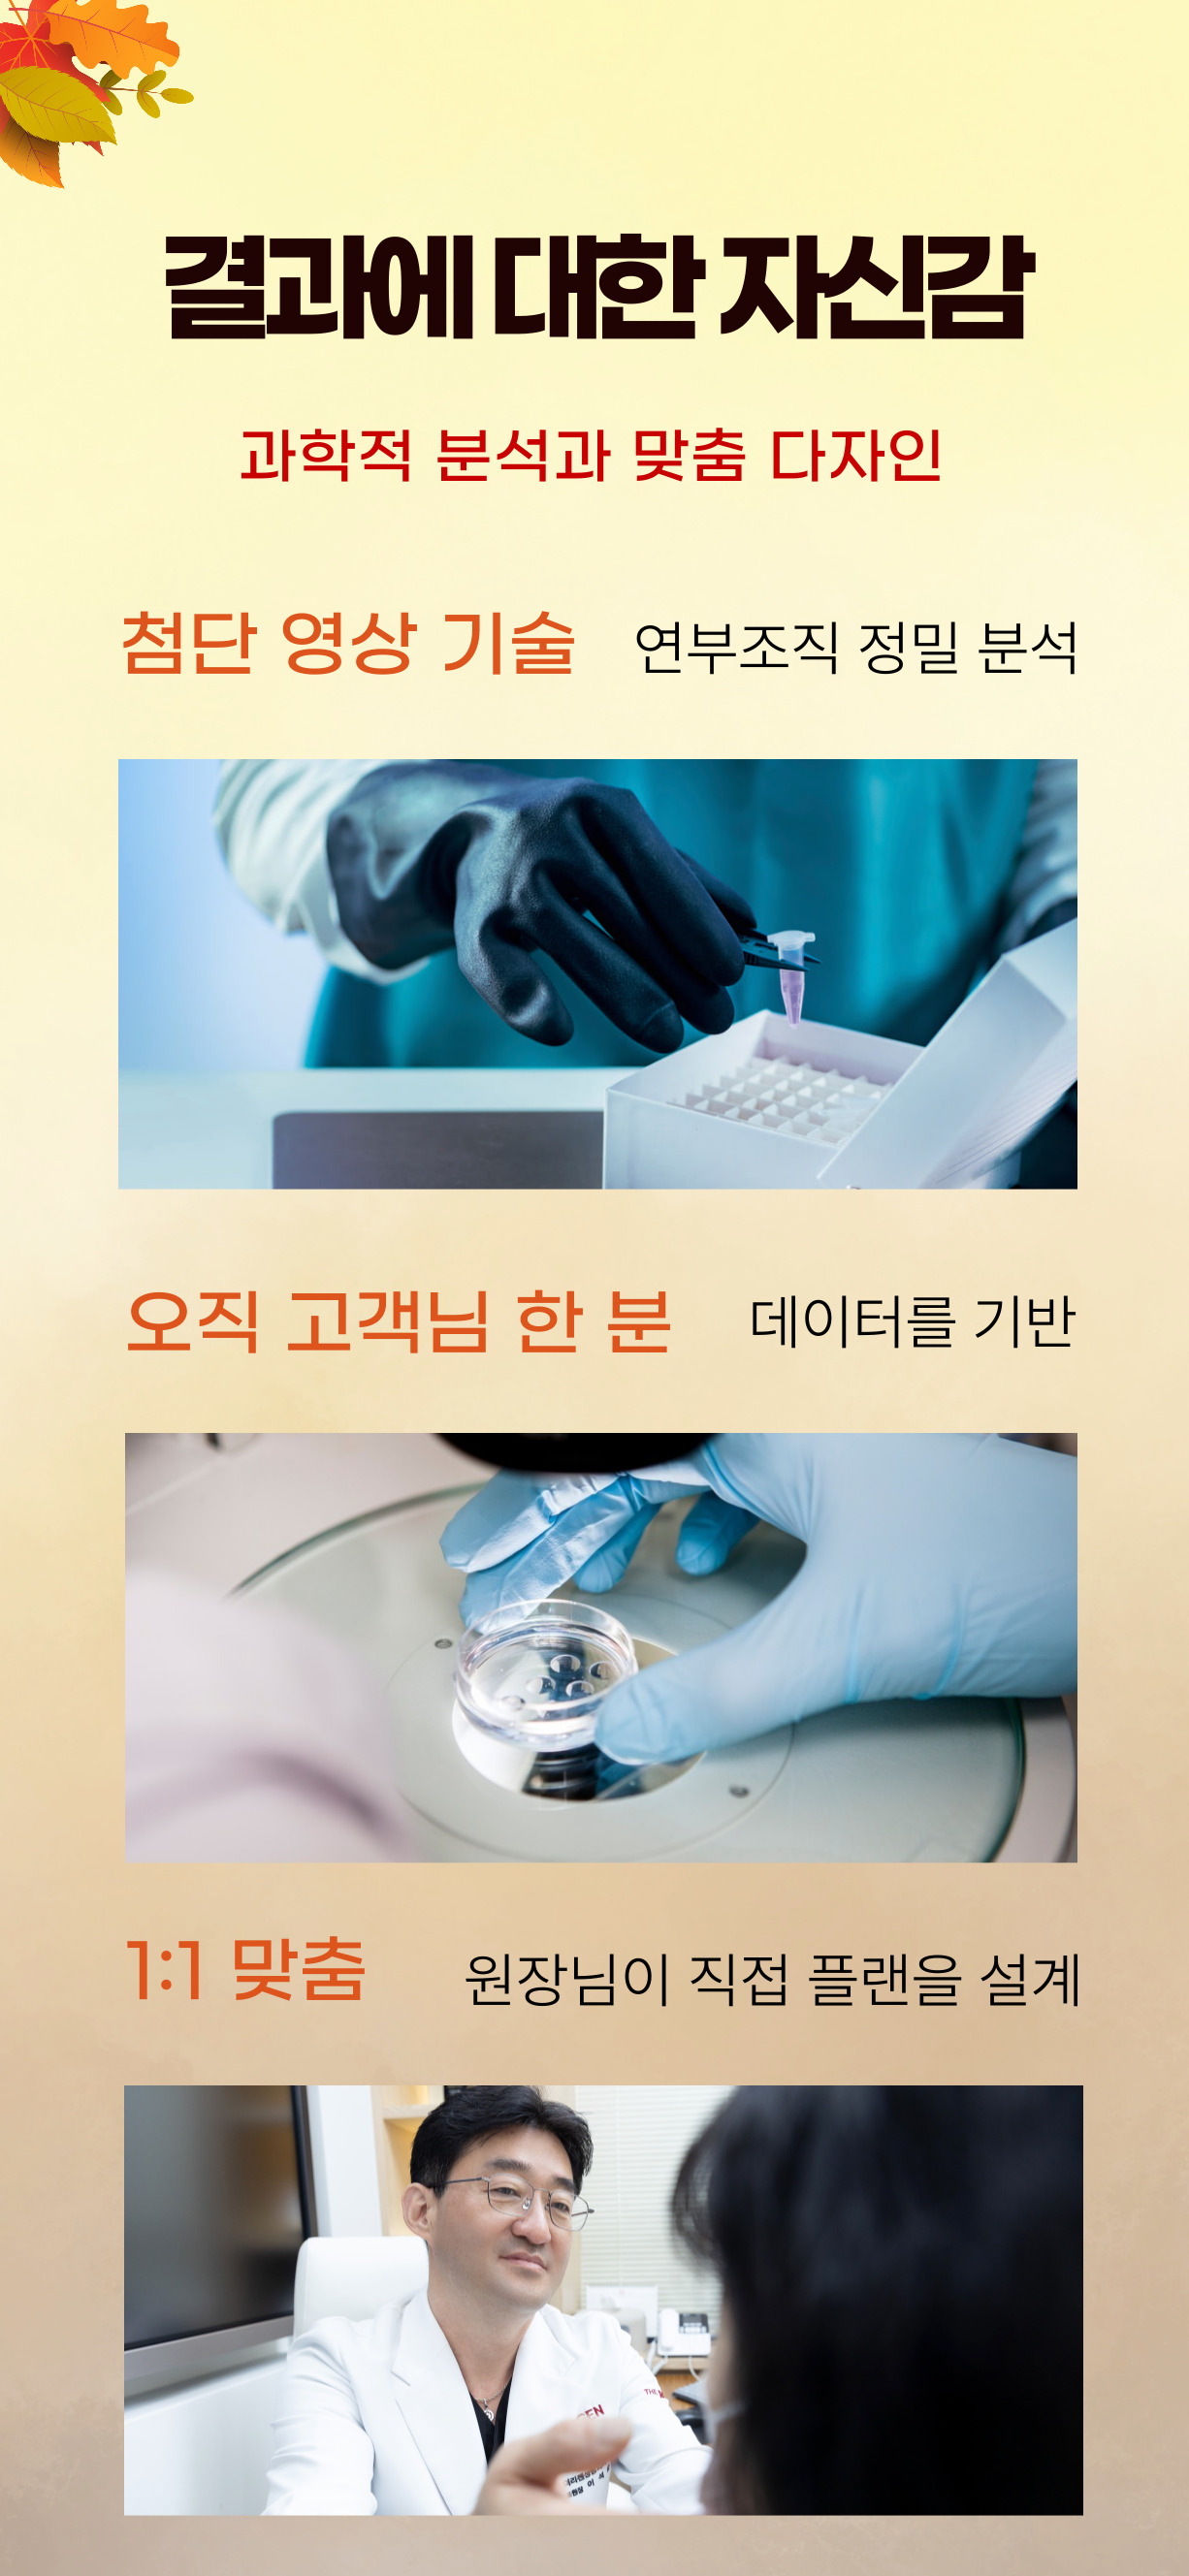 결과에 대한 자신감
과학적 분석과 맞춤 다자인
첨단 영상 기술 연부조직 정밀 분석
오직 고객님 한 분 데이터를 기반
1:1 맞춤 원장님이 직접 플랜을 설계
THE